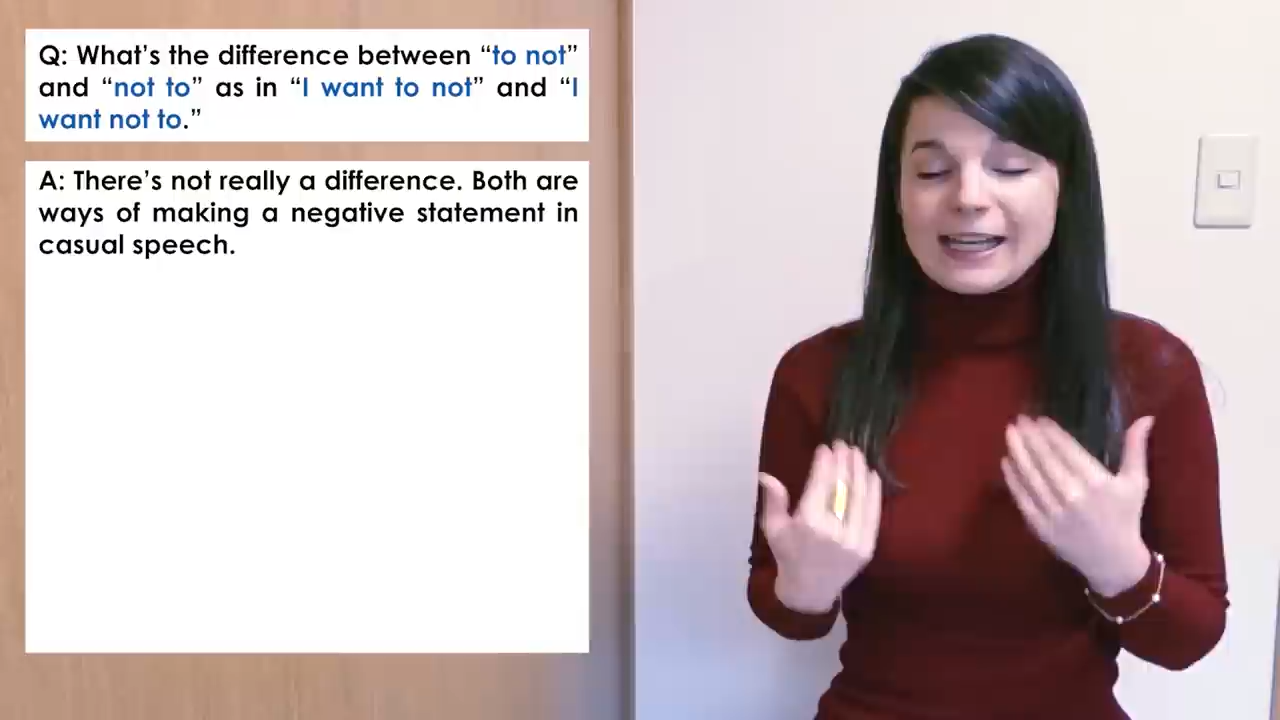 Q: What’s the difference between “to not”
and “not to” as in “I want to not” and “I
want not to.”
A: There’s not really a difference. Both are
ways of making a negative statement in
casual speech.